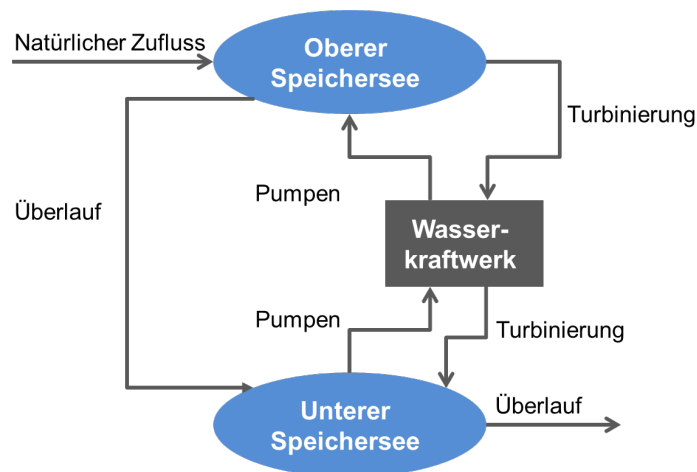 Natürlicher Zufluss
Oberer
Speichersee
Turbinierung
Pumpen
Überlauf
Wasser-
kraftwerk
Pumpen
Turbinierung
Unterer
Speichersee
Überlauf